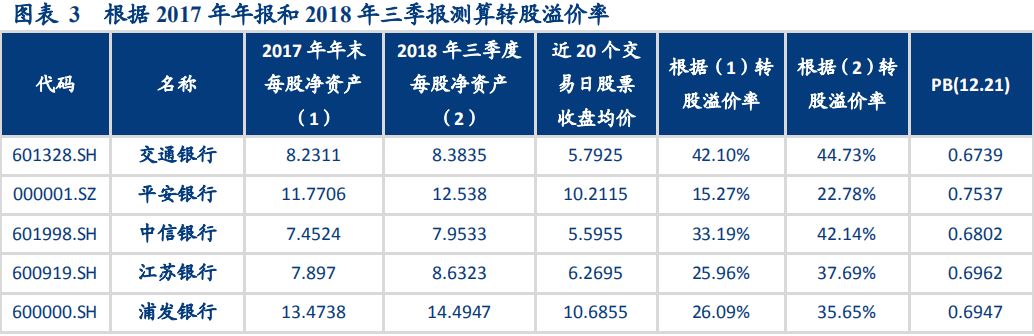 图表 3 根据 2017 年年报和 2018 年三季报测算转股溢价率
代码 名称 2017 年年末每股净资产（1） 2018 年三季度每股净资产（2） 近 20 个交易日股票收盘均价 根据（1）转股溢价率 根据（2）转股溢价率 PB(12.21)
601328.SH 交通银行 8.2311 8.3835 5.7925 42.10% 44.73% 0.6739
000001.SZ 平安银行 11.7706 12.538 10.2115 15.27% 22.78% 0.7537
601998.SH 中信银行 7.4524 7.9533 5.5955 33.19% 42.14% 0.6802
600919.SH 江苏银行 7.897 8.6323 6.2695 25.96% 37.69% 0.6962
600000.SH 浦发银行 13.4738 14.4947 10.6855 26.09% 35.65% 0.6947